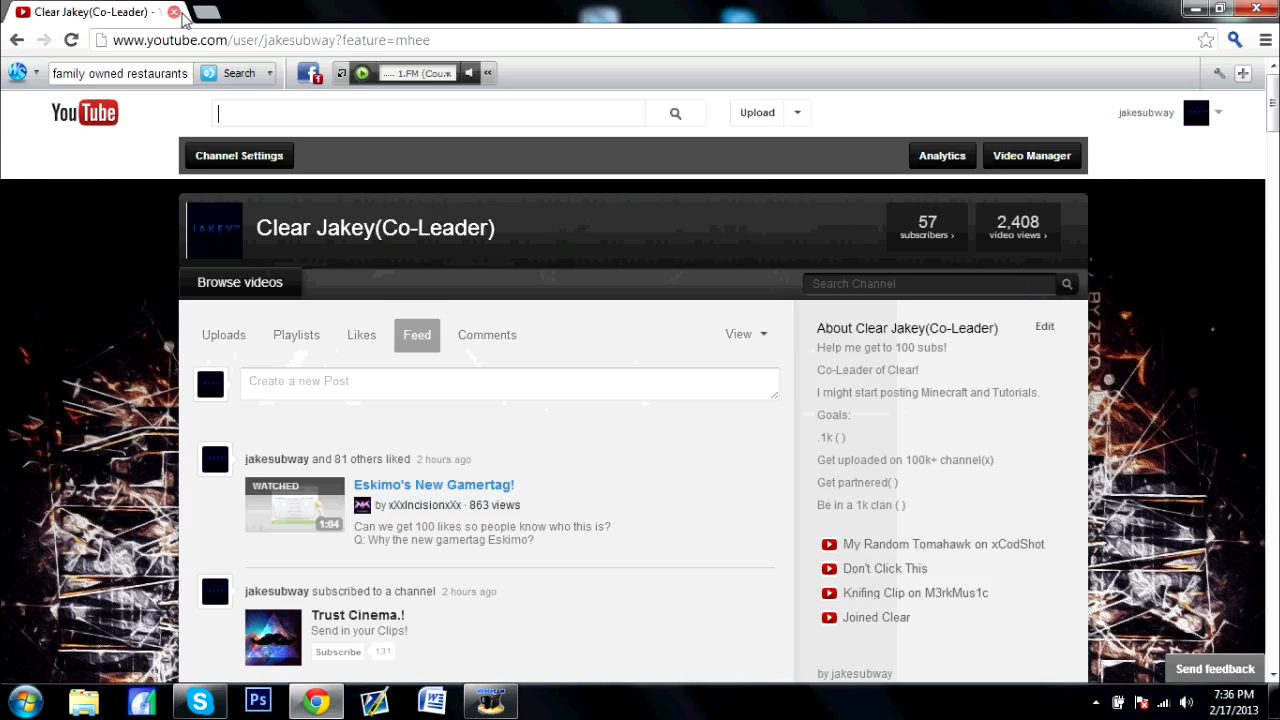 Clear Jakey(Co-Leader) -
www.youtube.com/user/jakesubway?feature=mhee
family owned restaurants
Search
1
..... 1.FM (Cou
You Tube
Upload
jakesubway
Channel Settings
Analytics
Video Manager
JAKEY
Clear Jakey(Co-Leader)
57
subscribers ›
2,408
video views ›
Browse videos
Search Channel
Uploads
Playlists
Likes
Feed
Comments
View
Create a new Post
jakesubway and 81 others liked 2 hours ago
WATCHED
1:04
Eskimo's New Gamertag!
by xXxIncisionxXx · 863 views
Can we get 100 likes so people know who this is?
Q: Why the new gamertag Eskimo?
jakesubway subscribed to a channel 2 hours ago
Trust Cinema.!
Send in your Clips!
Subscribe 131
About Clear Jakey(Co-Leader)
Edit
Help me get to 100 subs!
Co-Leader of Clear!
I might start posting Minecraft and Tutorials.
Goals:
.1k ( )
Get uploaded on 100k+ channel(x)
Get partnered( )
Be in a 1k clan ( )
My Random Tomahawk on xCodShot
Don't Click This
Knifing Clip on M3rkMus1c
Joined Clear
by jakesubway
Send feedback
Ps
7:36 PM
2/17/2013